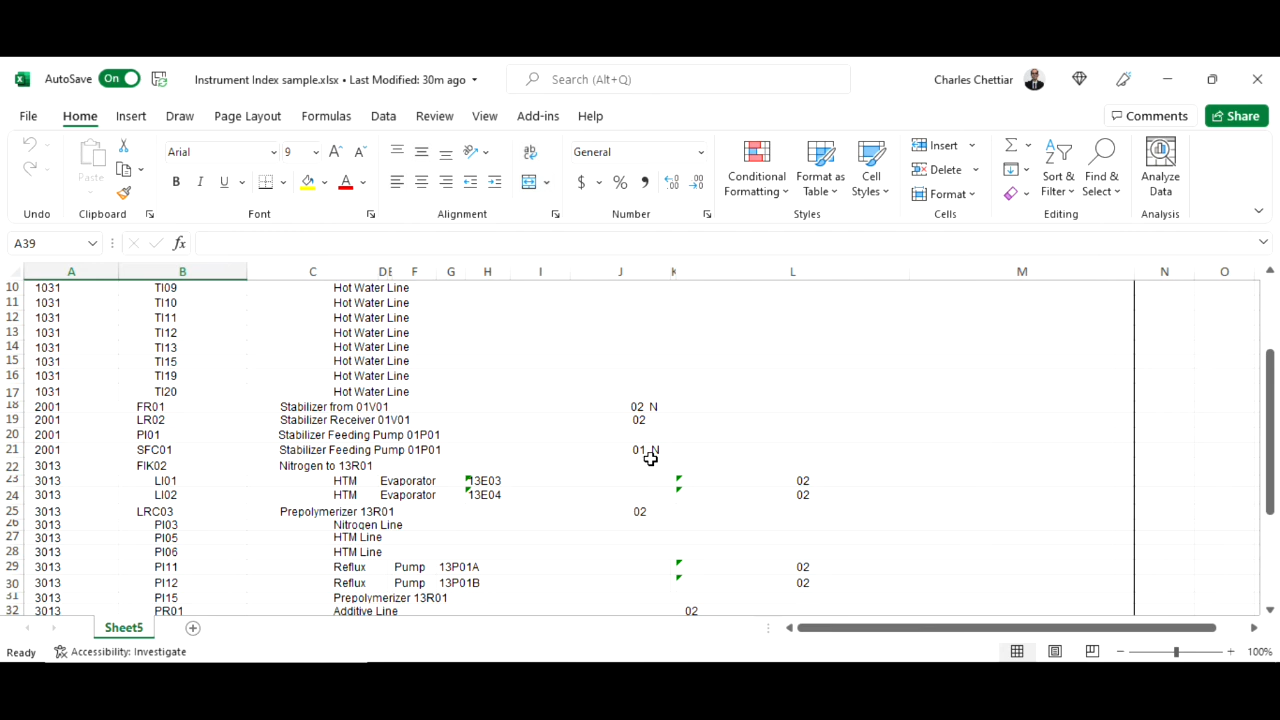 AutoSave On Instrument Index sample.xlsx • Last Modified: 30m ago Search (Alt+Q) Charles Chettiar
File Home Insert Draw Page Layout Formulas Data Review View Add-ins Help Comments Share
Paste Arial 9 B I U General $ % Conditional Formatting Format as Table Cell Styles Insert Delete Format Sort & Filter Find & Select Analyze Data
Undo Clipboard Font Alignment Number Styles Cells Editing Analysis
A39 fx
A B C D E F G H I J K L M N O
10 1031 TI09 Hot Water Line
11 1031 TI10 Hot Water Line
12 1031 TI11 Hot Water Line
13 1031 TI12 Hot Water Line
14 1031 TI13 Hot Water Line
15 1031 TI15 Hot Water Line
16 1031 TI19 Hot Water Line
17 1031 TI20 Hot Water Line
18 2001 FR01 Stabilizer from 01V01 02 N
19 2001 LR02 Stabilizer Receiver 01V01 02
20 2001 PI01 Stabilizer Feeding Pump 01P01
21 2001 SFC01 Stabilizer Feeding Pump 01P01 01 N
22 3013 FIK02 Nitrogen to 13R01
23 3013 LI01 HTM Evaporator 13E03 02
24 3013 LI02 HTM Evaporator 13E04 02
25 3013 LRC03 Prepolymerizer 13R01 02
26 3013 PI03 Nitrogen Line
27 3013 PI05 HTM Line
28 3013 PI06 HTM Line
29 3013 PI11 Reflux Pump 13P01A 02
30 3013 PI12 Reflux Pump 13P01B 02
31 3013 PI15 Prepolymerizer 13R01
32 3013 PR01 Additive Line 02
Sheet5
Ready Accessibility: Investigate 100%